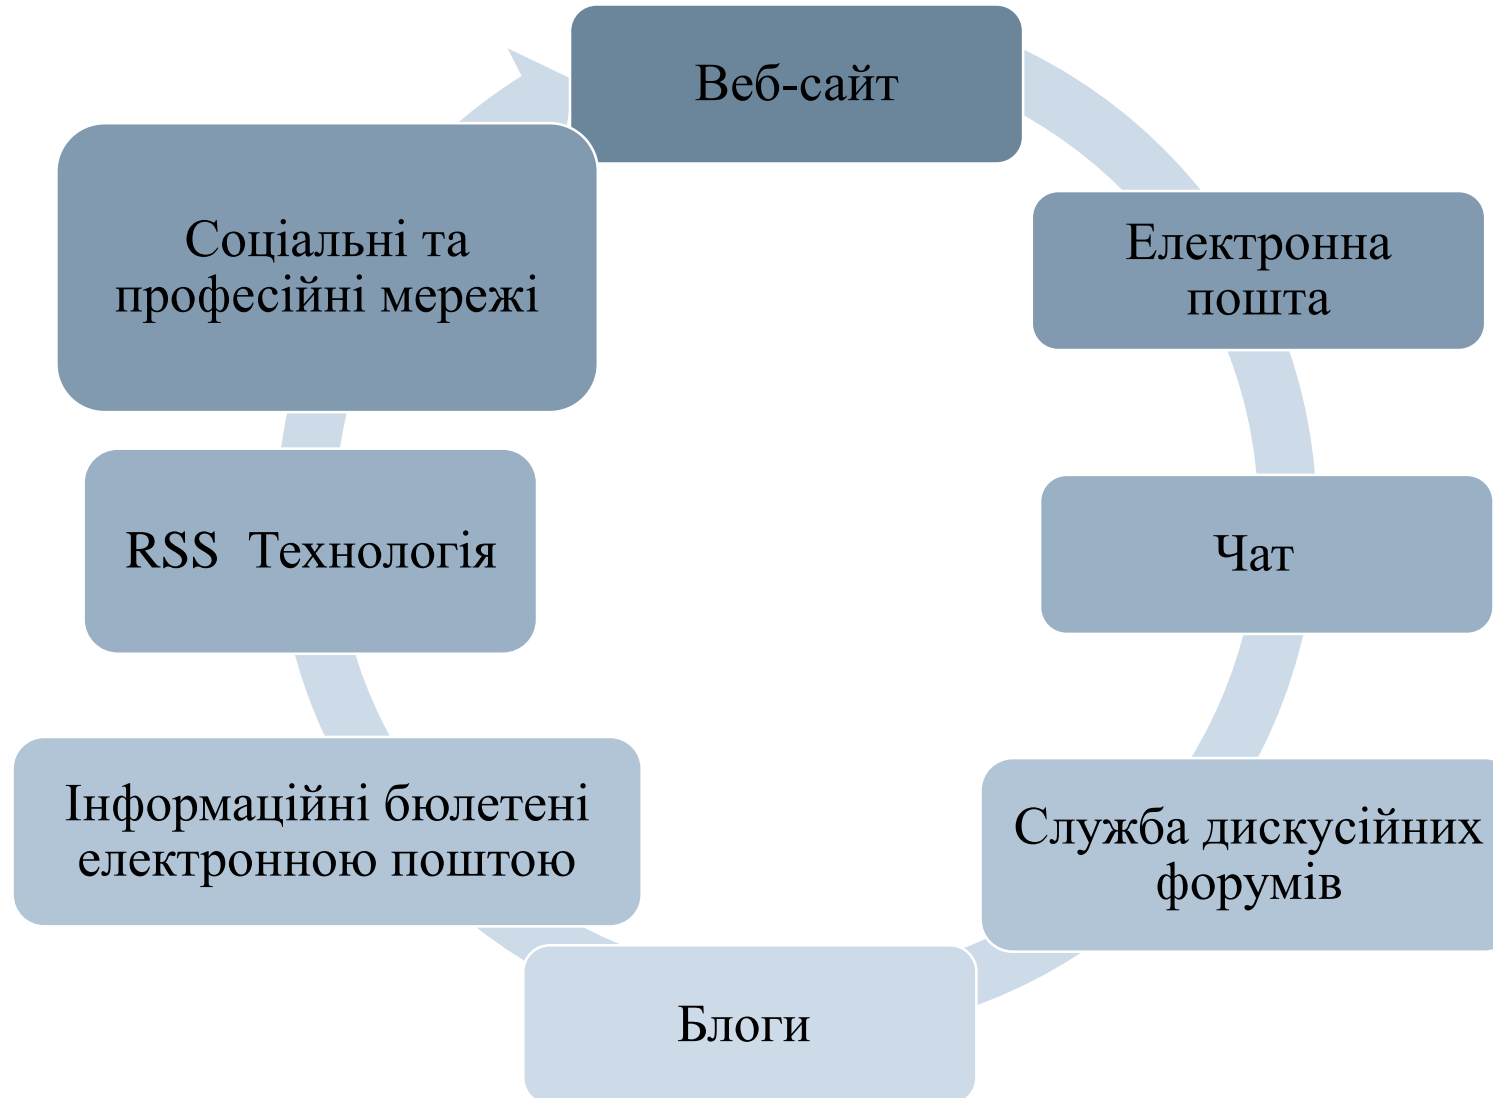 Веб-сайт
Електронна
пошта
Чат
Служба дискусійних
форумів
Блоги
Інформаційні бюлетені
електронною поштою
RSS  Технологія
Соціальні та
професійні мережі